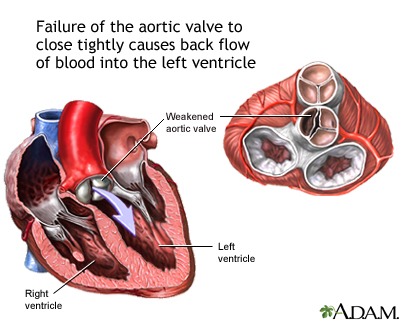 Failure of the aortic valve to
close tightly causes back flow
of blood into the left ventricle
Weakened
aortic valve
Left
ventricle
Right
ventricle
A.D.A.M.